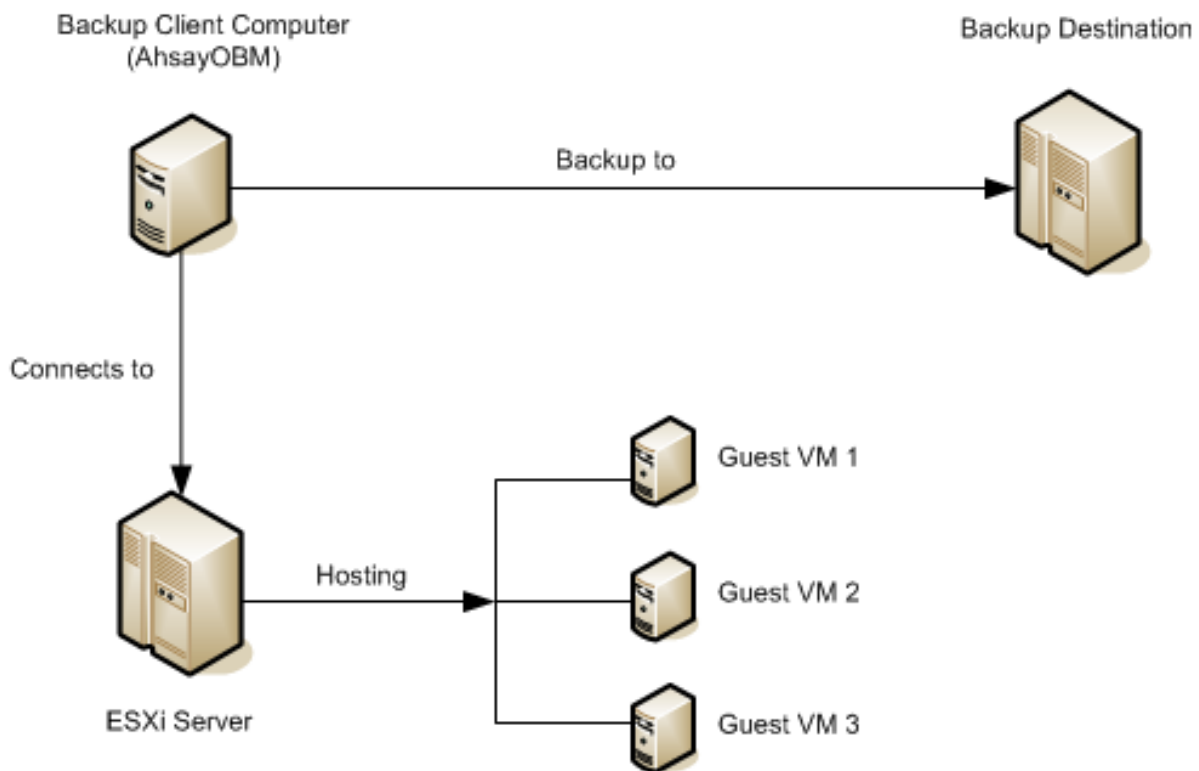 Backup Client Computer
(AhsayOBM)
Backup Destination
Backup to
Connects to
Guest VM 1
Hosting
Guest VM 2
ESXi Server
Guest VM 3